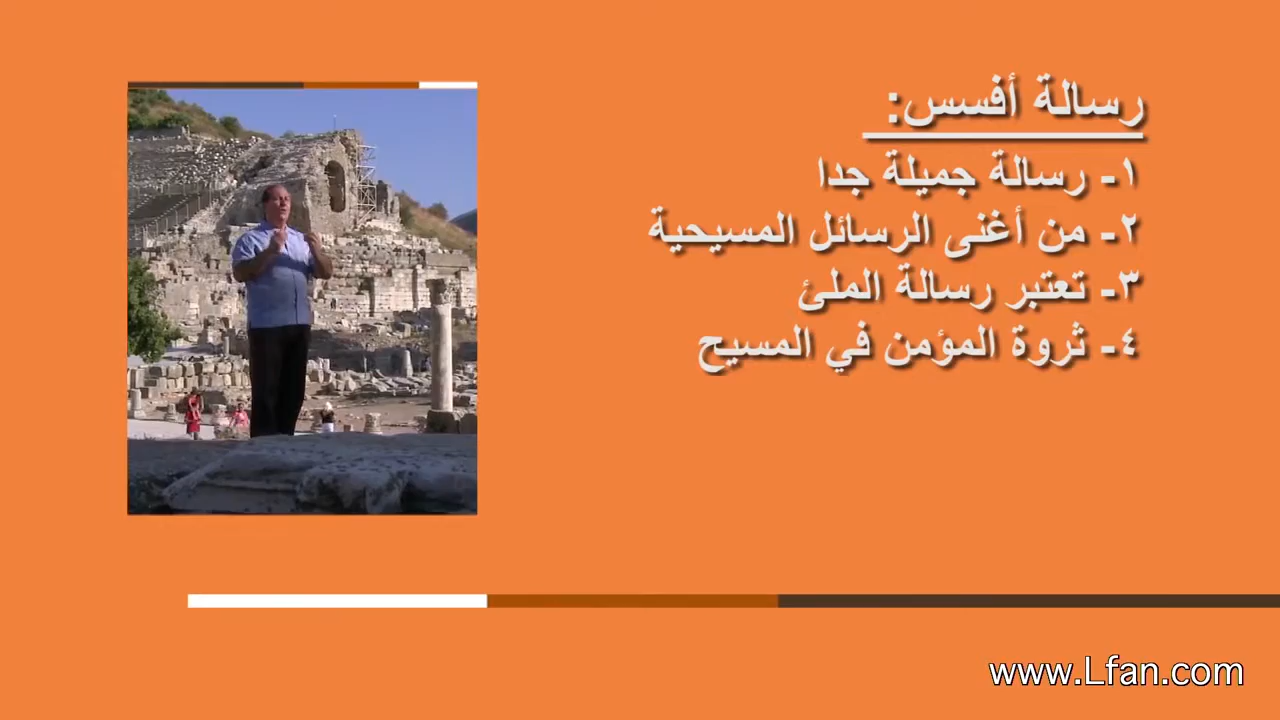 رسالة أفسس:
١- رسالة جميلة جدا
٢- من أغنى الرسائل المسيحية
٣- تعتبر رسالة الملئ
٤- ثروة المؤمن في المسيح
www.Lfan.com